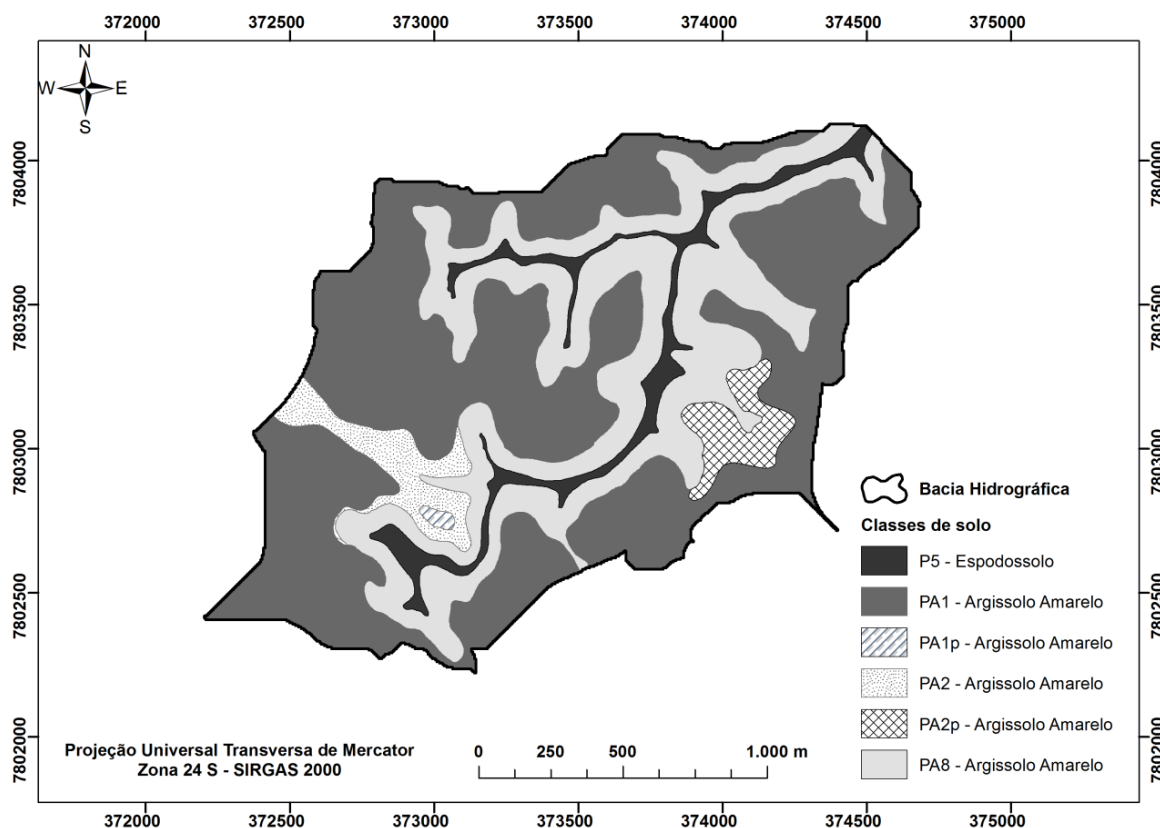 372000 372500 373000 373500 374000 374500 375000
N
W E
S
7804000 7804000
7803500 7803500
7803000 7803000
7802500 7802500
7802000 7802000
Bacia Hidrográfica
Classes de solo
P5 - Espodossolo
PA1 - Argissolo Amarelo
PA1p - Argissolo Amarelo
PA2 - Argissolo Amarelo
PA2p - Argissolo Amarelo
PA8 - Argissolo Amarelo
Projeção Universal Transversa de Mercator
Zona 24 S - SIRGAS 2000
0 250 500 1.000 m
372000 372500 373000 373500 374000 374500 375000